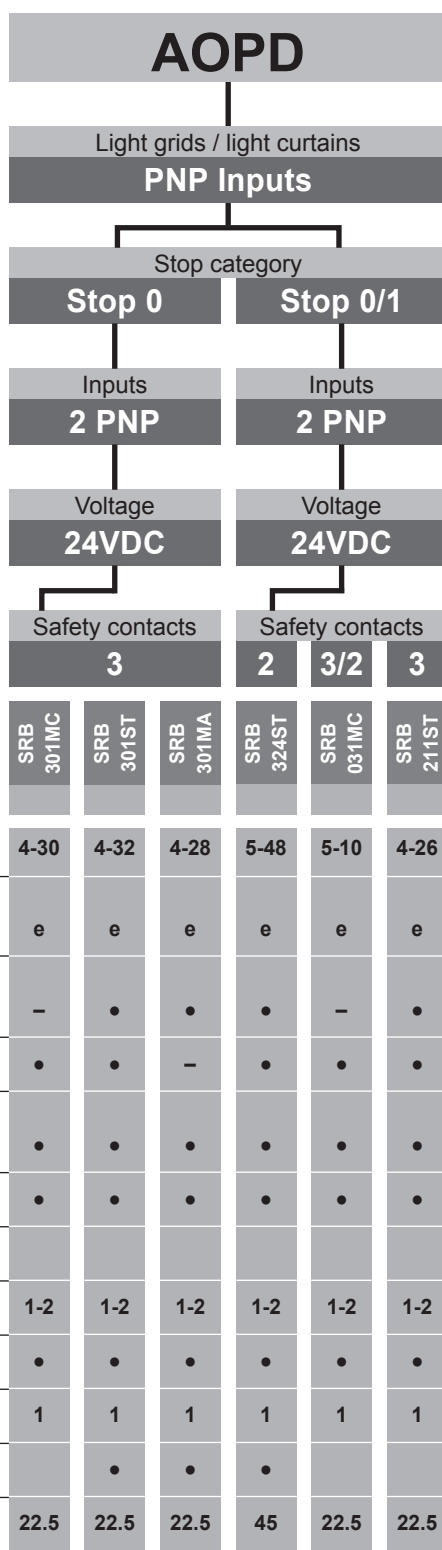 AOPD
Light grids / light curtains
PNP Inputs
Stop category
Stop 0 Stop 0/1
Inputs Inputs
2 PNP 2 PNP
Voltage Voltage
24VDC 24VDC
Safety contacts Safety contacts
3 2 3/2 3
SRB 301MC SRB 301ST SRB 301MA SRB 324ST SRB 031MC SRB 211ST
4-30 4-32 4-28 5-48 5-10 4-26
e e e e e e
– • • • – •
• • – • • •
• • • • • •
• • • • • •
1-2 1-2 1-2 1-2 1-2 1-2
• • • • • •
1 1 1 1 1 1
• • •
22.5 22.5 22.5 45 22.5 22.5